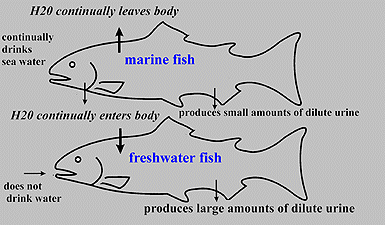 H20 continually leaves body
continually
drinks
sea water
marine fish
produces small amounts of dilute urine
H20 continually enters body
freshwater fish
does not
drink water
produces large amounts of dilute urine